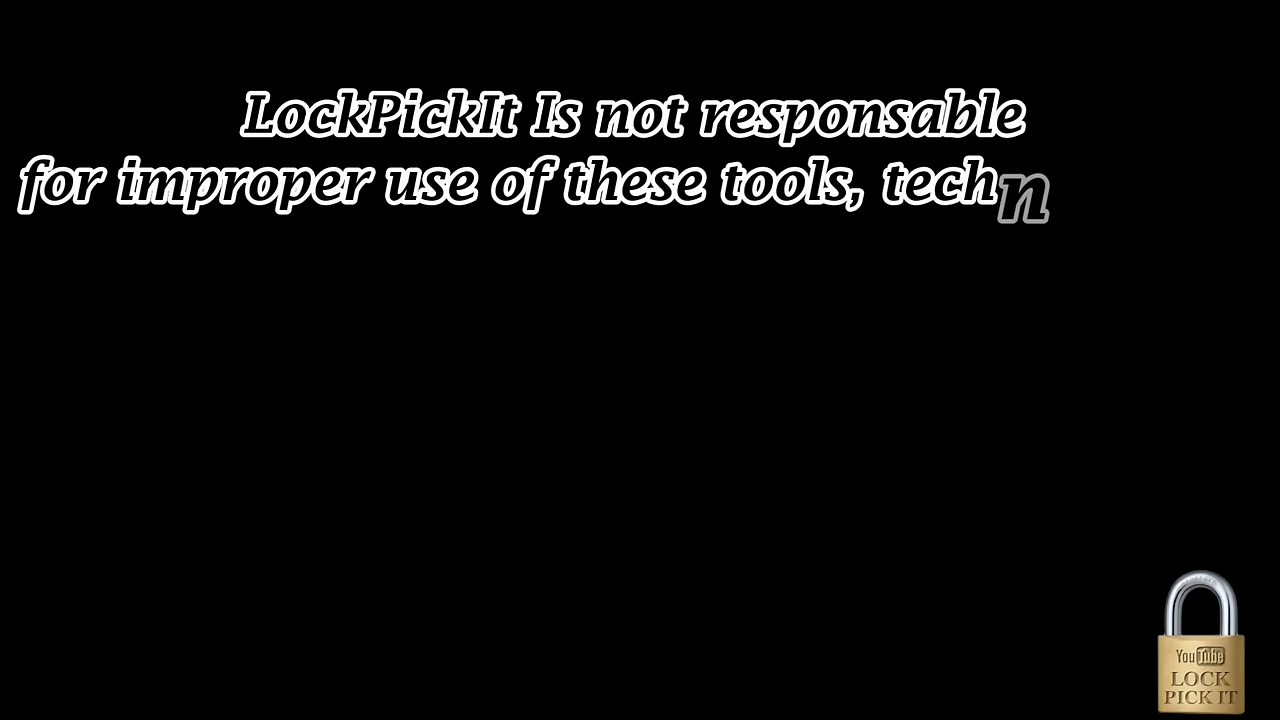 LockPickIt Is not responsable
for improper use of these tools, techn
YouTube
LOCK
PICK IT